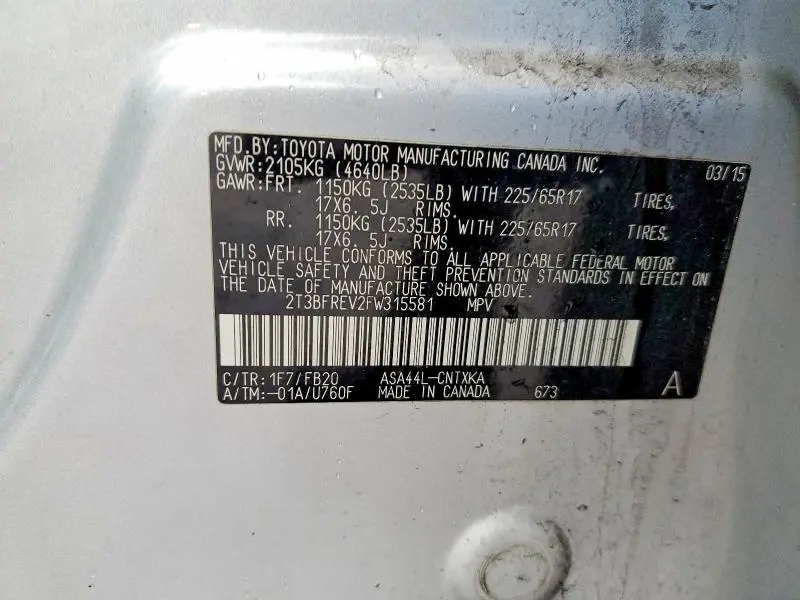 MFD.BY:TOYOTA MOTOR MANUFACTURING CANADA INC. 03/15
GVWR:2105KG (4640LB)
GAWR:FRT. 1150KG (2535LB) WITH 225/65R17 TIRES,
17X6. 5J RIMS.
RR. 1150KG (2535LB) WITH 225/65R17 TIRES,
17X6. 5J RIMS.
THIS VEHICLE CONFORMS TO ALL APPLICABLE FEDERAL MOTOR
VEHICLE SAFETY AND THEFT PREVENTION STANDARDS IN EFFECT ON
THE DATE OF MANUFACTURE SHOWN ABOVE.
2T3BFREV2FW315581 MPV
C/TR:1F7/FB20 ASA44L-CNTXKA
A/TM:-01A/U760F MADE IN CANADA 673 A